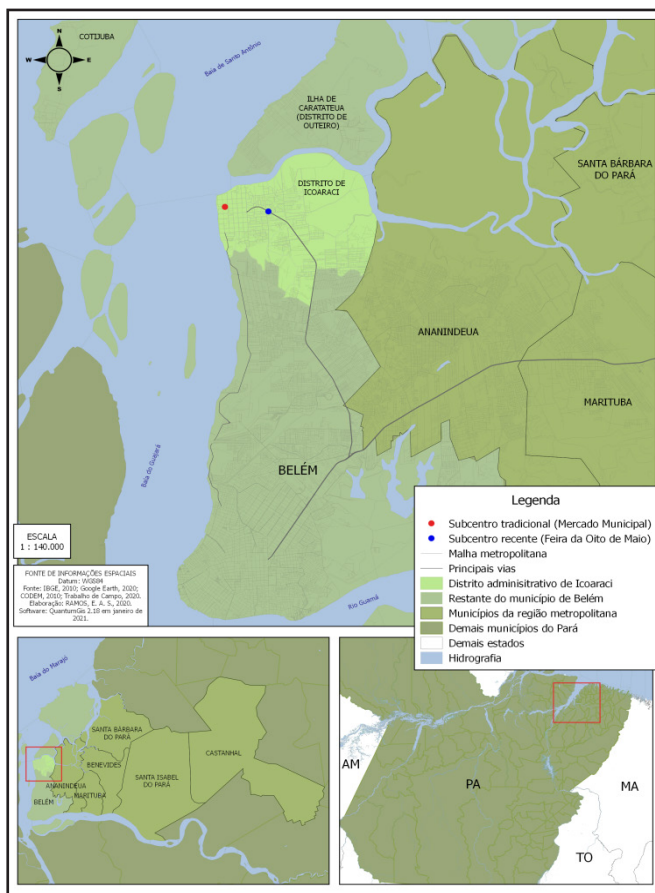 N
W E
S
COTIJUBA
Baía de Santo Antônio
ILHA DE
CARATATEUA
(DISTRITO DE
OUTEIRO)
SANTA BÁRBARA
DO PARÁ
DISTRITO DE
ICOARACI
ANANINDEUA
MARITUBA
BELÉM
Baía do Guajará
Rio Guamá
ESCALA
1 : 140.000
FONTE DE INFORMAÇÕES ESPACIAIS
Datum: WGS84
Fonte: IBGE, 2010; Google Earth, 2020;
CODEM, 2010; Trabalho de Campo, 2020.
Elaboração: RAMOS, E. A. S., 2020.
Software: QuantumGis 2.18 em janeiro de
2021.
Legenda
Subcentro tradicional (Mercado Municipal)
Subcentro recente (Feira da Oito de Maio)
Malha metropolitana
Principais vias
Distrito adminisitrativo de Icoaraci
Restante do município de Belém
Municípios da região metropolitana
Demais municípios do Pará
Demais estados
Hidrografia
Baía do Marajó
SANTA BÁRBARA
DO PARÁ
BENEVIDES
CASTANHAL
SANTA ISABEL
DO PARÁ
ANANINDEUA
MARITUBA
BELÉM
AM
PA
MA
TO